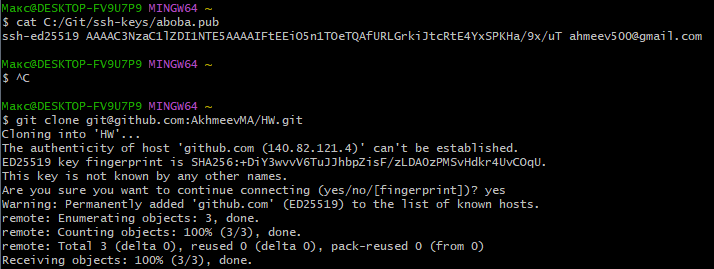 Макс@DESKTOP-FV9U7P9 MINGW64 ~
$ cat C:/Git/ssh-keys/aboba.pub
ssh-ed25519 AAAAC3NzaC1lZDI1NTE5AAAAIFtEEiO5n1TOeTQAfURLGrkiJtcRtE4YxSPKHa/9x/uT ahmeev500@gmail.com

Макс@DESKTOP-FV9U7P9 MINGW64 ~
$ ^C

Макс@DESKTOP-FV9U7P9 MINGW64 ~
$ git clone git@github.com:AkhmeevMA/HW.git
Cloning into 'HW'...
The authenticity of host 'github.com (140.82.121.4)' can't be established.
ED25519 key fingerprint is SHA256:+DiY3wvvV6TuJJhbpZisF/zLDA0zPMSvHdkr4UvCOqU.
This key is not known by any other names.
Are you sure you want to continue connecting (yes/no/[fingerprint])? yes
Warning: Permanently added 'github.com' (ED25519) to the list of known hosts.
remote: Enumerating objects: 3, done.
remote: Counting objects: 100% (3/3), done.
remote: Total 3 (delta 0), reused 0 (delta 0), pack-reused 0 (from 0)
Receiving objects: 100% (3/3), done.